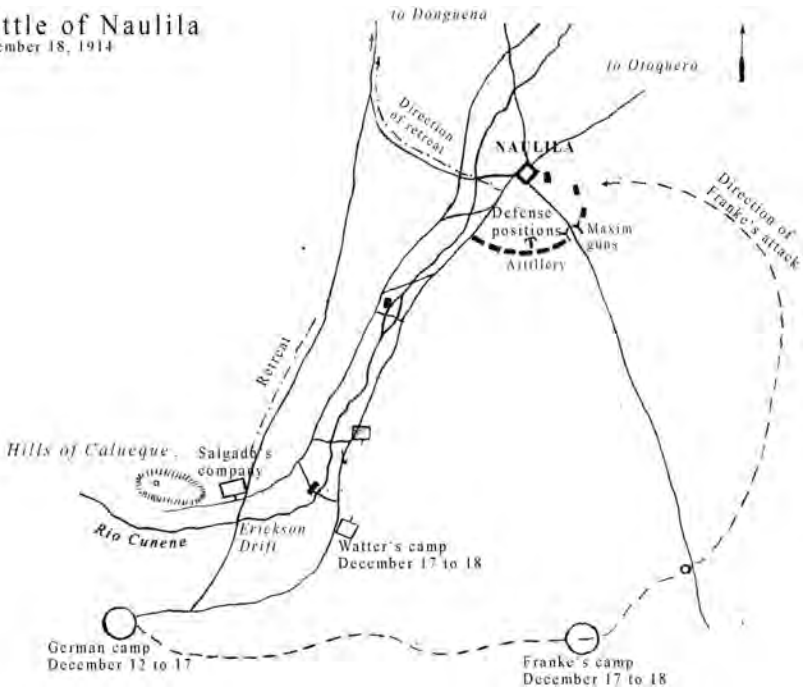 ttle of Naulila
ember 18, 1914
to Donguena
to Otoquero
Direction
of retreat
NAULILA
Direction of
Franke's attack
Defense
positions
Maxim
guns
Artillery
Retreat
Hills of Calueque
Salgado's
company
Rio Cunene
Erickson
Drift
Watter's camp
December 17 to 18
German camp
December 12 to 17
Franke's camp
December 17 to 18